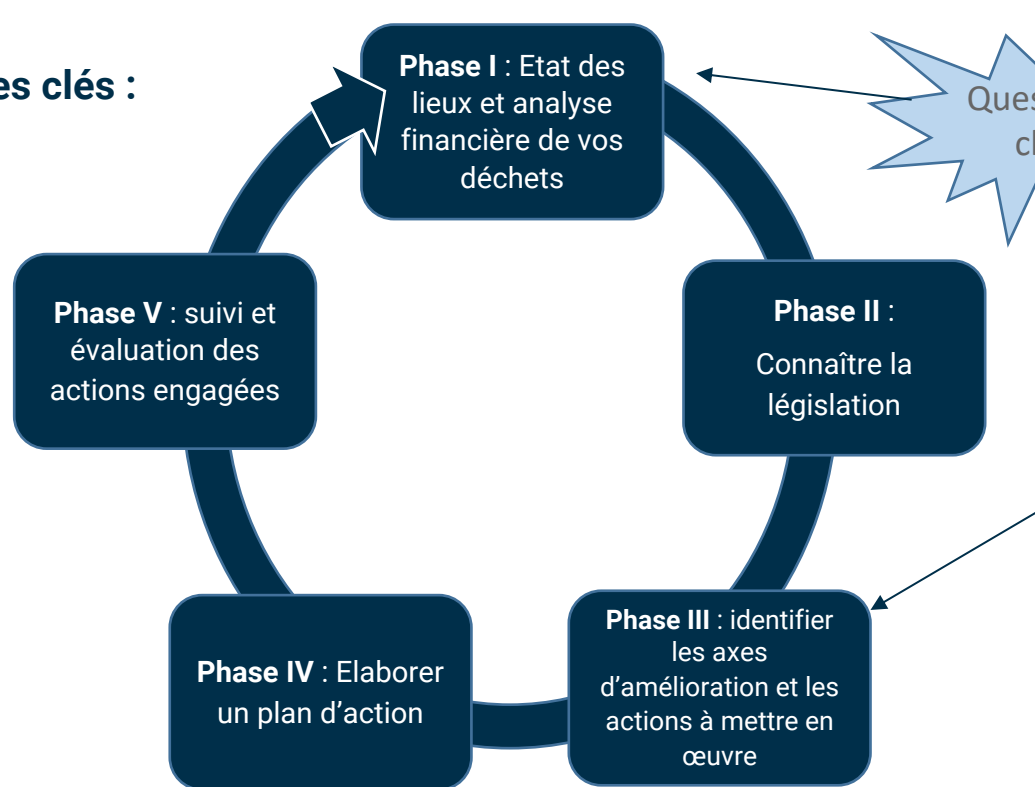 clés :
Phase I : Etat des
lieux et analyse
financière de vos
déchets
Phase II :
Connaître la
législation
Phase III : identifier
les axes
d'amélioration et les
actions à mettre en
œuvre
Phase IV : Elaborer
un plan d'action
Phase V : suivi et
évaluation des
actions engagées